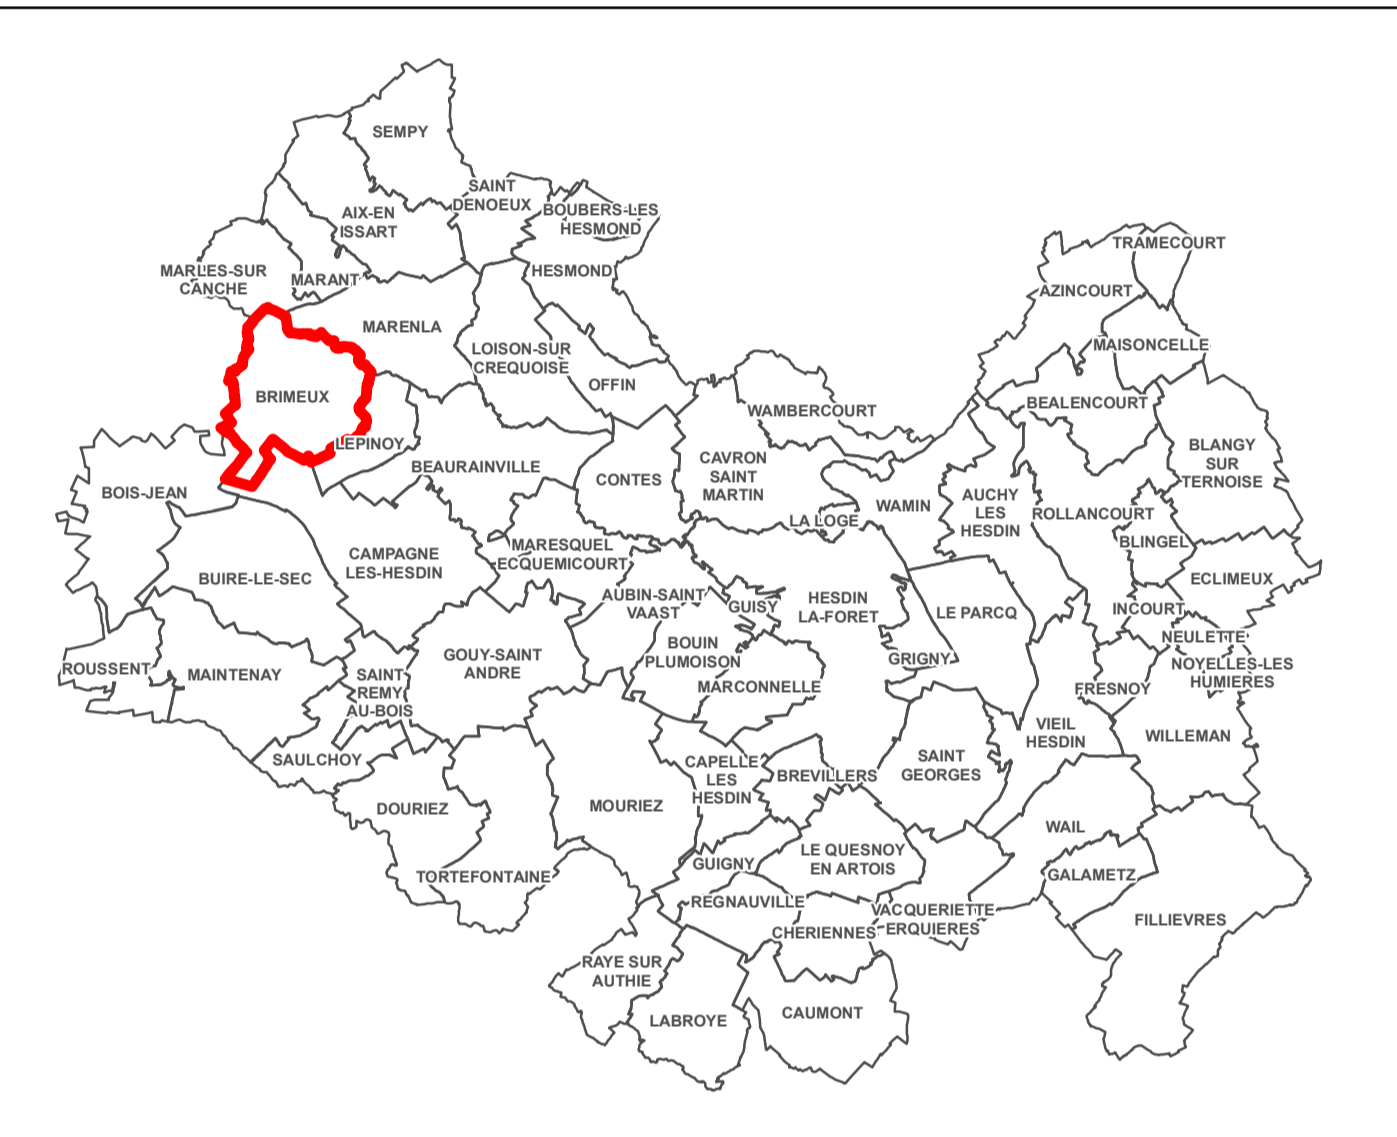 SEMPY
SAINT
DENOEUX
AIX-EN
ISSART
BOUBERS-LES
HESMOND
MARLES-SUR
CANCHE
MARANT
HESMOND
TRAMECOURT
AZINCOURT
MARENLA
LOISON-SUR
CREQUOISE
OFFIN
MAISONCELLE
BRIMEUX
LEPINOY
WAMBERCOURT
BEALENCOURT
BEAURAINVILLE
CONTES
CAVRON
SAINT
MARTIN
BLANGY
SUR
TERNOISE
BOIS-JEAN
LA LOGE
WAMIN
AUCHY
LES
HESDIN
ROLLANCOURT
BLINGEL
MARESQUEL
ECQUEMICOURT
CAMPAGNE
LES-HESDIN
BUIRE-LE-SEC
ECLIMEUX
AUBIN-SAINT
VAAST
GUISY
HESDIN
LA-FORET
LE PARCQ
INCOURT
NEULETTE
BOUIN
PLUMOISON
GRIGNY
NOYELLES-LES
HUMIERES
ROUSSENT
MAINTENAY
SAINT
REMY
AU-BOIS
GOUY-SAINT
ANDRE
MARCONNELLE
FRESNOY
VIEIL
HESDIN
WILLEMAN
SAULCHOY
CAPELLE
LES
HESDIN
BREVILLERS
SAINT
GEORGES
DOURIEZ
MOURIEZ
WAIL
TORTEFONTAINE
GUIGNY
LE QUESNOY
EN ARTOIS
GALAMETZ
REGNAUVILLE
CHERIENNES
VACQUERIETTE
ERQUIERES
FILLIEVRES
RAYE SUR
AUTHIE
LABROYE
CAUMONT